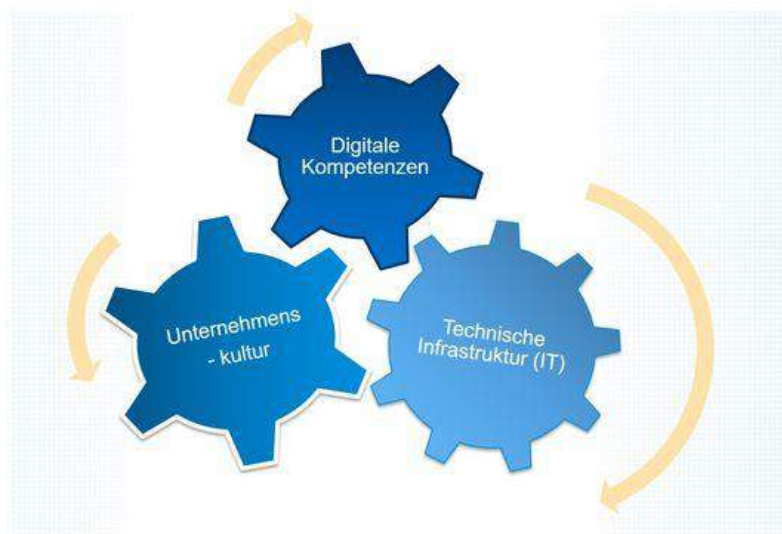 Digitale
Kompetenzen
Unternehmens
- kultur
Technische
Infrastruktur (IT)